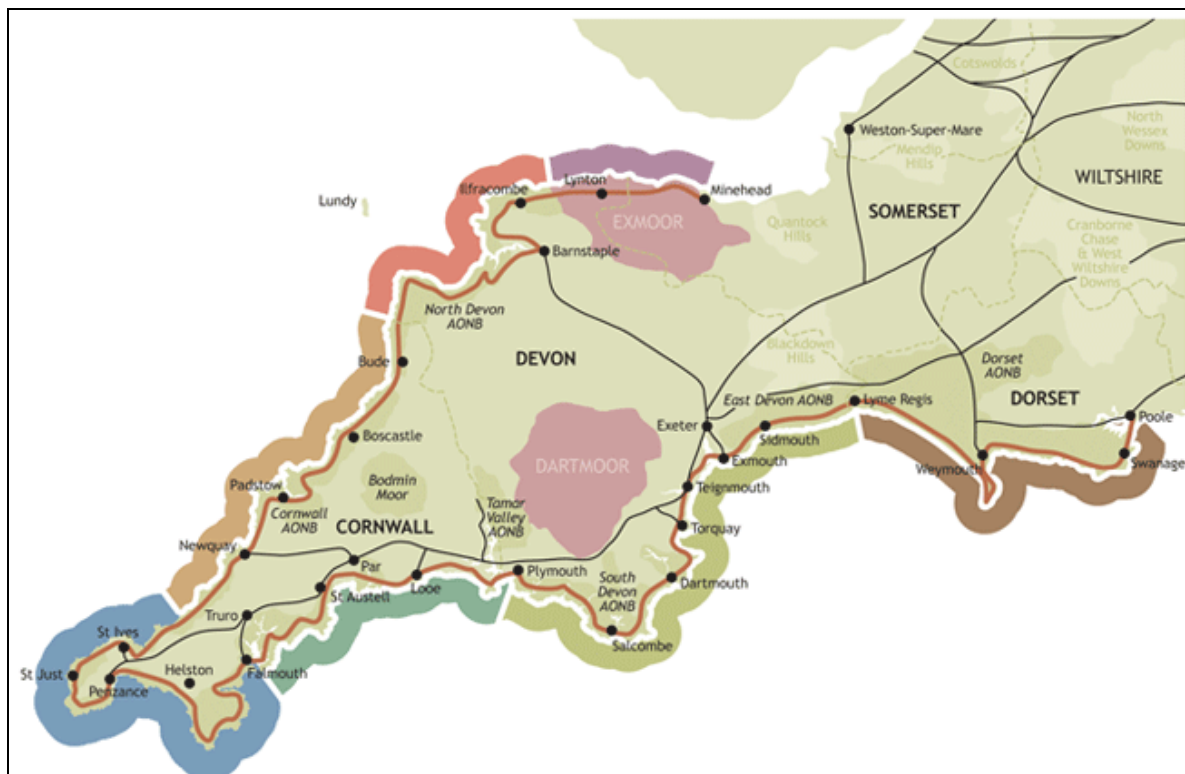 Cotswolds
Weston-Super-Mare
Mendip
Hills
North
Wessex
Downs
WILTSHIRE
Lynton
Ilfracombe
Minehead
Lundy
EXMOOR
Quantock
Hills
SOMERSET
Cranborne
Chase
& West
Wiltshire
Downs
Barnstaple
North Devon
AONB
Bude
DEVON
Blackdown
Hills
Dorset
AONB
DORSET
East Devon AONB
Lyme Regis
Poole
Boscastle
Exeter
Sidmouth
Exmouth
Weymouth
Swanage
DARTMOOR
Padstow
Bodmin
Moor
Teignmouth
Cornwall
AONB
CORNWALL
Tamar
Valley
AONB
Torquay
Newquay
Par
Plymouth
South
Devon
AONB
Dartmouth
St Austell
Looe
Truro
Salcombe
St Ives
St Just
Penzance
Helston
Falmouth